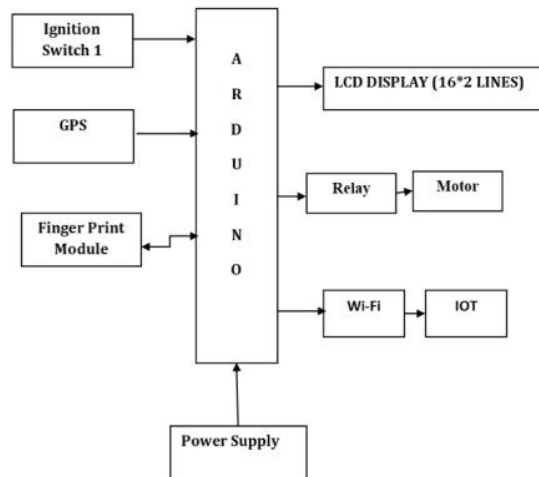 Ignition
Switch 1
GPS
Finger Print
Module
A
R
D
U
I
N
O
LCD DISPLAY (16*2 LINES)
Relay
Motor
Wi-Fi
IOT
Power Supply